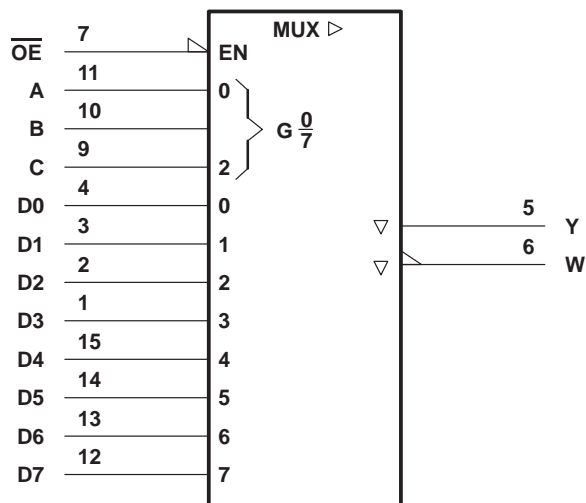 MUX ▷
OE 7 EN
A 11 0
B 10
C 9 2
G 0/7
D0 4 0
D1 3 1
D2 2 2
D3 1 3
D4 15 4
D5 14 5
D6 13 6
D7 12 7
▽ 5 Y
▽ 6 W